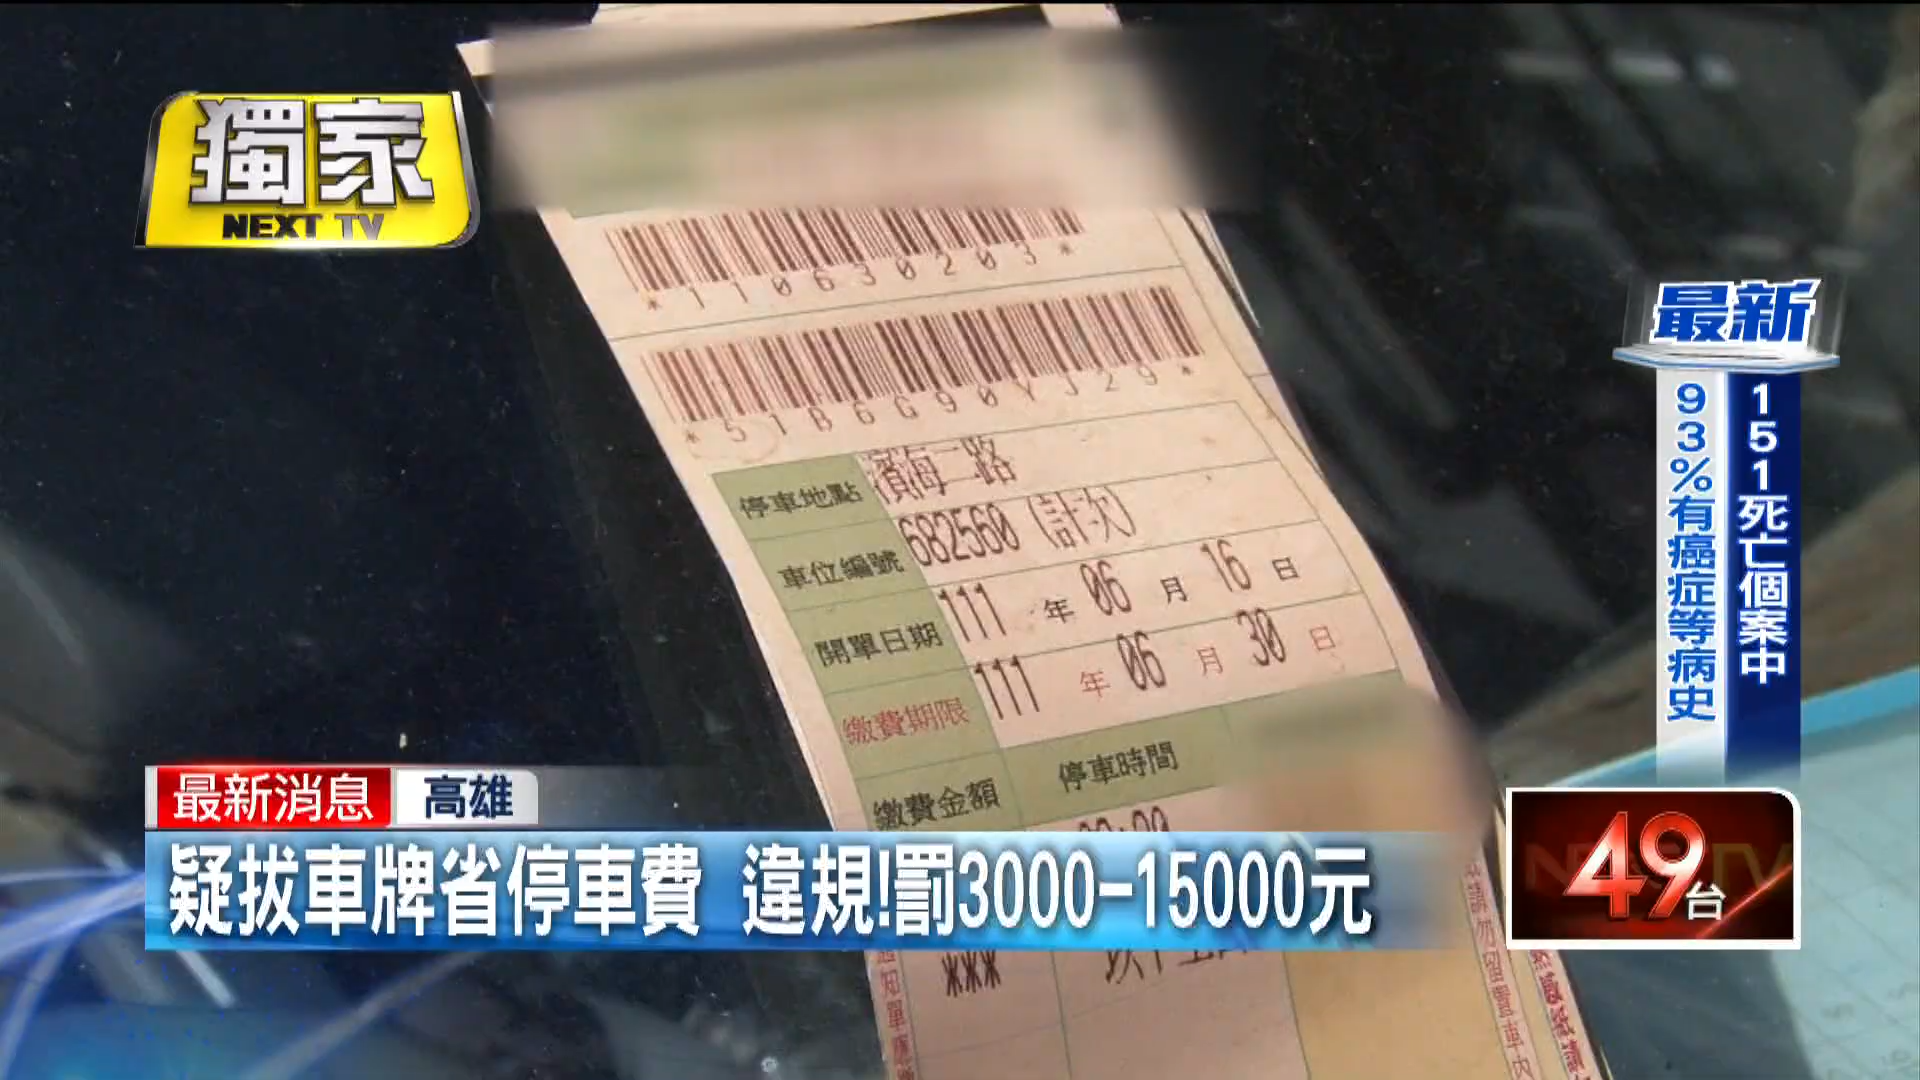 獨家
NEXT TV
*110630203*
*51B6G90YJ29*
停車地點 濱海二路
車位編號 682560(計次)
開單日期 111 年 06 月 16 日
繳費期限 111 年 06 月 30 日
繳費金額 停車時間
***
最新
151死亡個案中
93%有癌症等病史
最新消息 高雄
疑拔車牌省停車費 違規!罰3000-15000元
49台